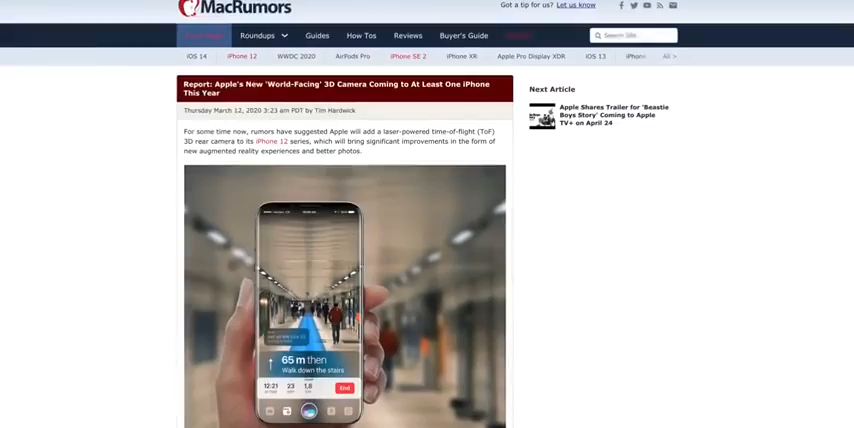 MacRumors
Got a tip for us? Let us know
Roundups
Guides
How Tos
Reviews
Buyer's Guide
Search Site
iOS 14
iPhone 12
WWDC 2020
AirPods Pro
iPhone SE 2
iPhone XR
Apple Pro Display XDR
iOS 13
iPhone
All >
Report: Apple's New 'World-Facing' 3D Camera Coming to At Least One iPhone
This Year
Thursday March 12, 2020 3:23 am PDT by Tim Hardwick
For some time now, rumors have suggested Apple will add a laser-powered time-of-flight (ToF)
3D rear camera to its iPhone 12 series, which will bring significant improvements in the form of
new augmented reality experiences and better photos.
65 m then
Walk down the stairs
12:21
23
1,8
End
Next Article
Apple Shares Trailer for 'Beastie
Boys Story' Coming to Apple
TV+ on April 24